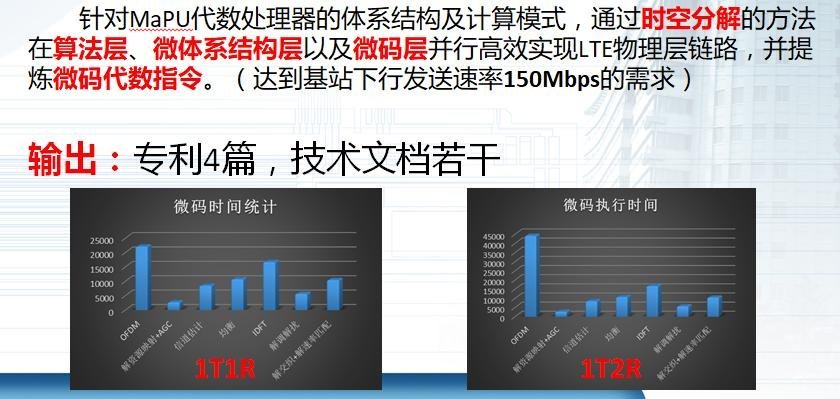 针对MaPU代数处理器的体系结构及计算模式，通过时空分解的方法
在算法层、微体系结构层以及微码层并行高效实现LTE物理层链路，并提
炼微码代数指令。（达到基站下行发送速率150Mbps的需求）
输出：专利4篇，技术文档若干
微码时间统计
25000
20000
15000
10000
5000
0
OFDM
解资源映射+AGC
信道估计
均衡
IDFT
解调解扰
解交织+解速率匹配
1T1R
微码执行时间
45000
40000
35000
30000
25000
20000
15000
10000
5000
0
OFDM
解资源映射+AGC
信道估计
均衡
IDFT
解调解扰
解交织+解速率匹配
1T2R